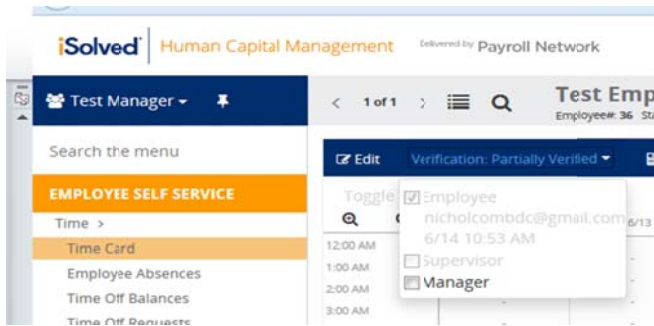 iSolved Human Capital Management Delivered by Payroll Network
Test Manager
< 1 of 1 >
Test Emp
Employee#: 36 Sta
Search the menu
Edit Verification: Partially Verified
EMPLOYEE SELF SERVICE
Toggle
Employee
nicholcombdc@gmail.com
6/14 10:53 AM
Supervisor
Manager
6/13
Time >
Time Card
Employee Absences
Time Off Balances
Time Off Requests
12:00 AM
1:00 AM
2:00 AM
3:00 AM